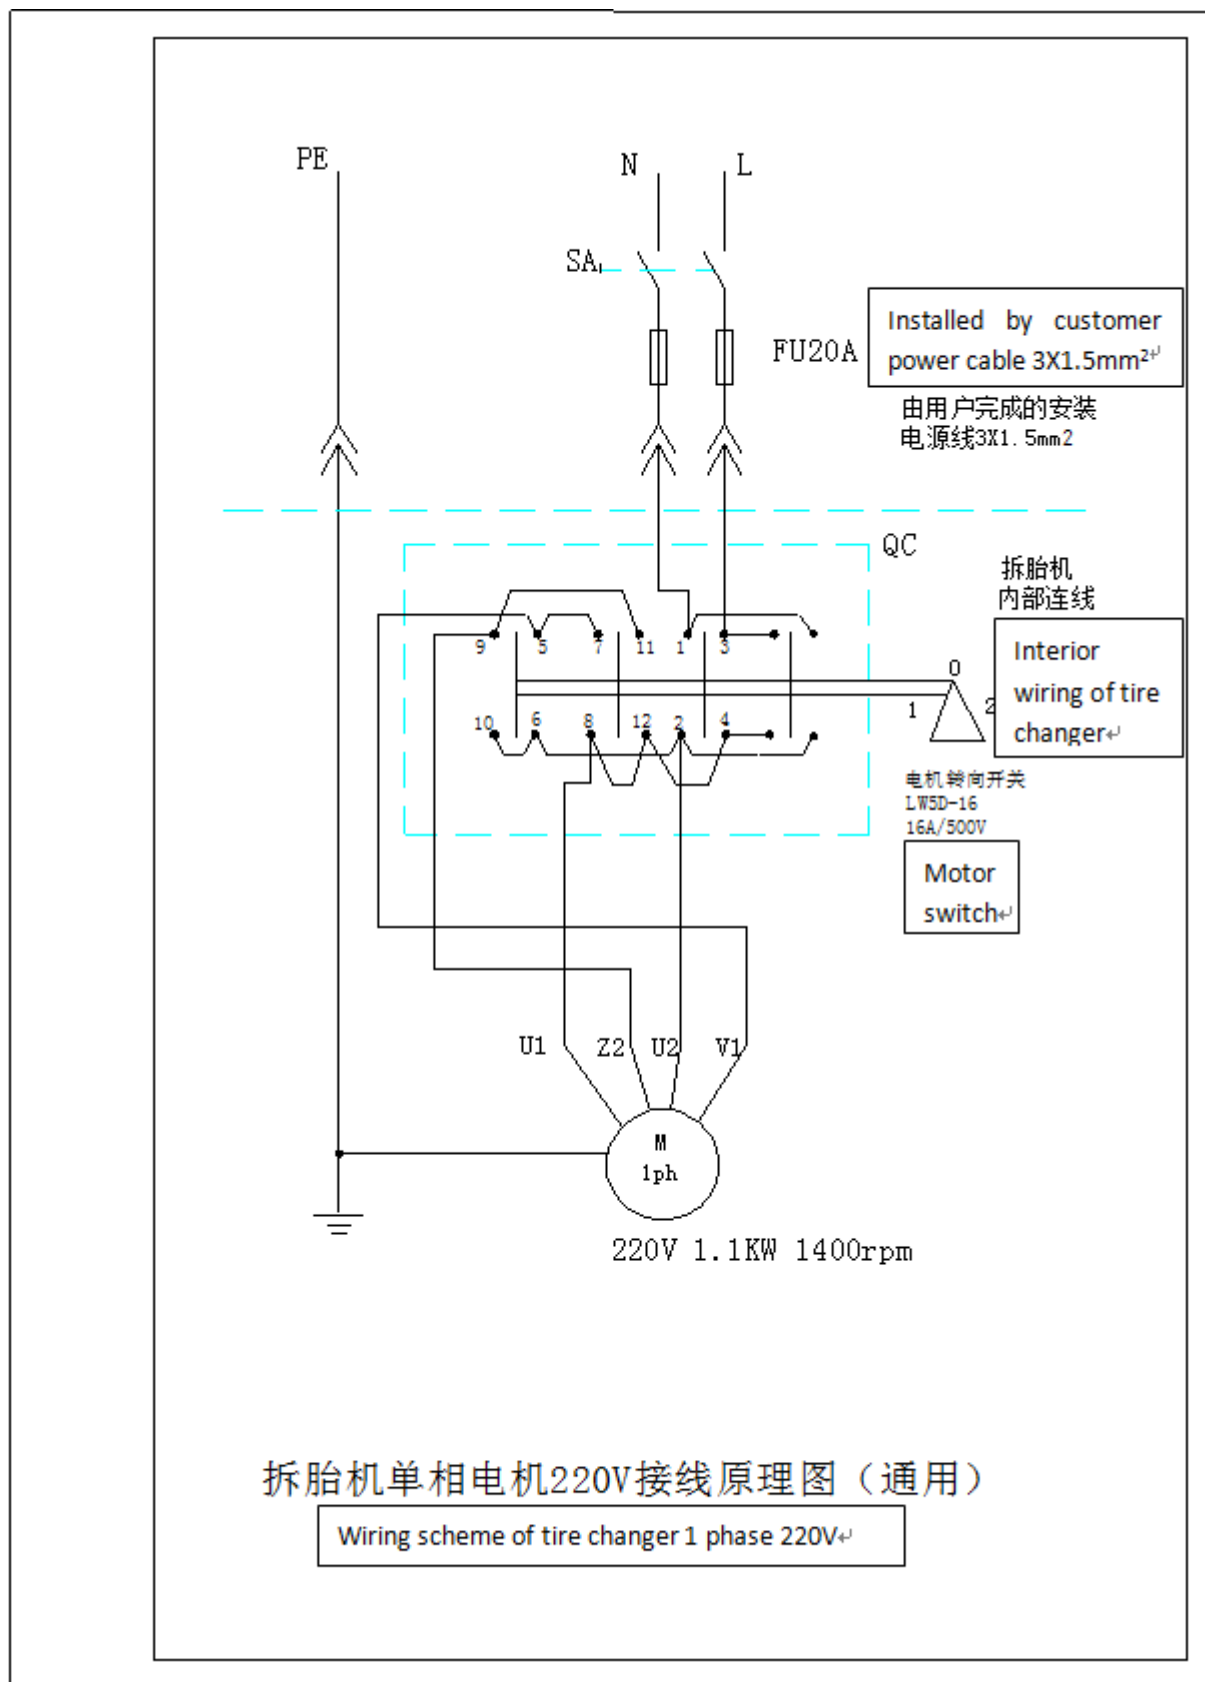 PE
N
L
SA
FU20A
Installed by customer
power cable 3X1.5mm²↵
由用户完成的安装
电源线3X1.5mm2
QC
拆胎机
内部连线
9 5 7 11 1 3
Interior
wiring of tire
changer↵
0
1
2
10 6 8 12 2 4
电机转向开关
LW5D-16
16A/500V
Motor
switch↵
U1 Z2 U2 V1
M
1ph
220V 1.1KW 1400rpm
拆胎机单相电机220V接线原理图（通用）
Wiring scheme of tire changer 1 phase 220V↵